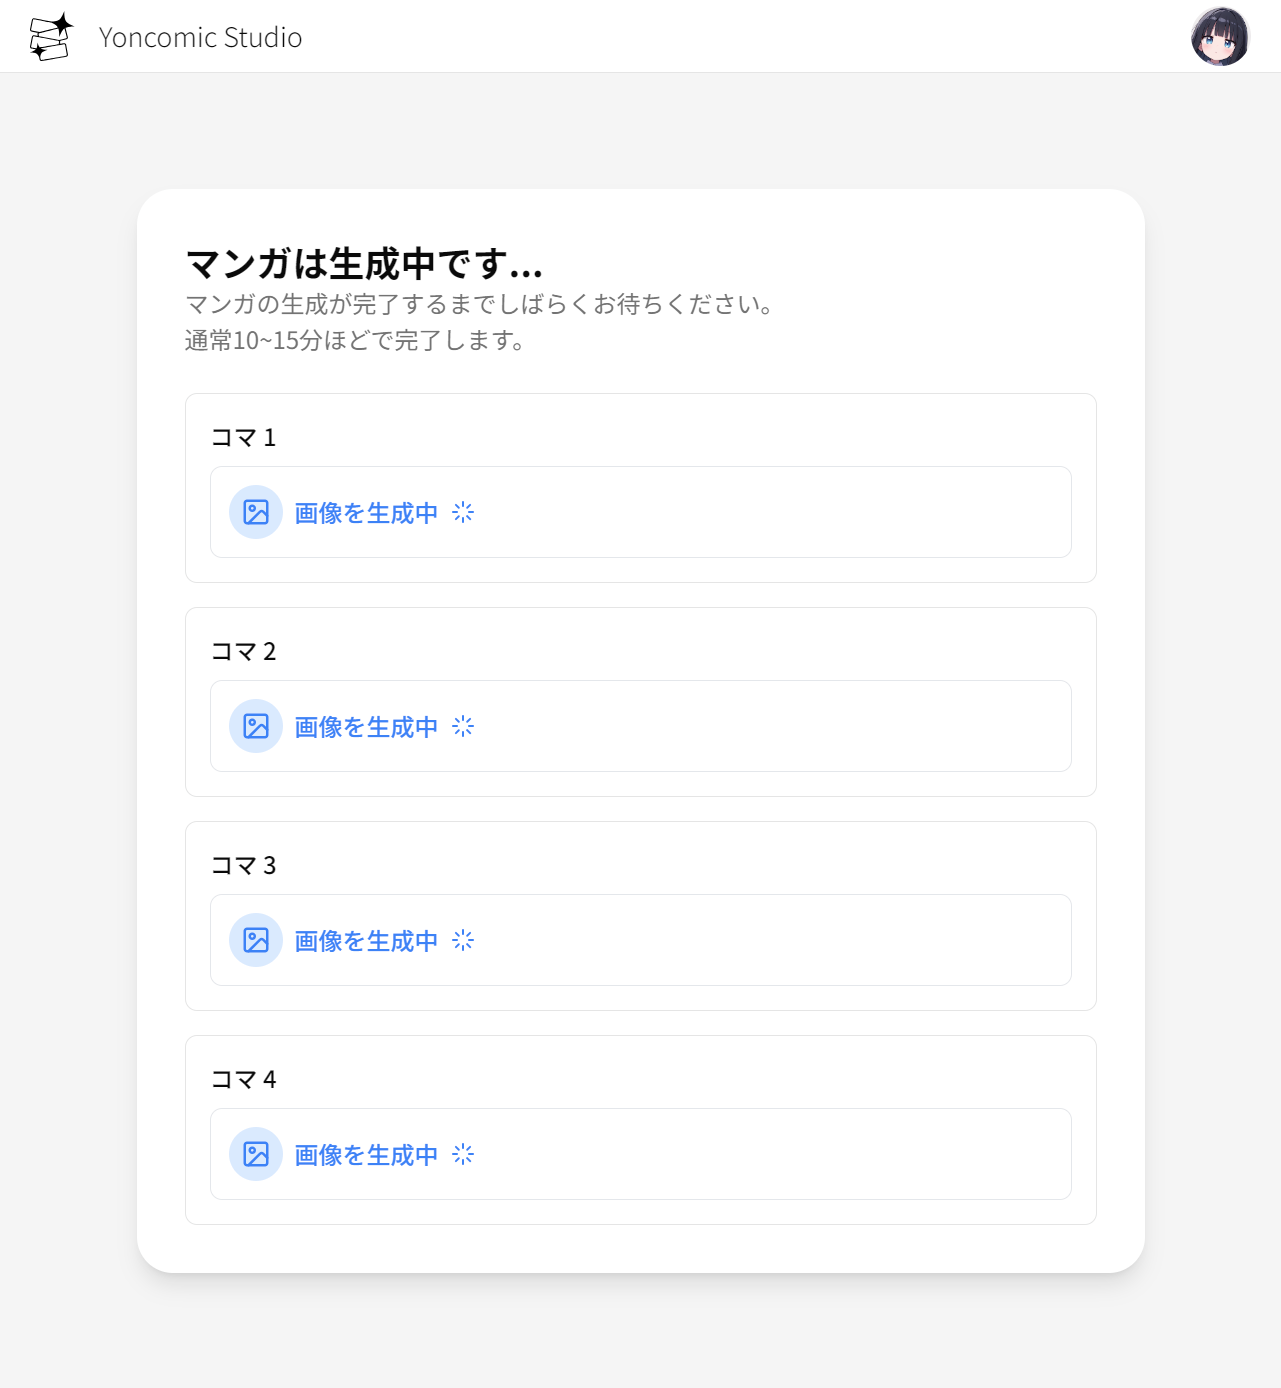 Yoncomic Studio
マンガは生成中です...
マンガの生成が完了するまでしばらくお待ちください。
通常10~15分ほどで完了します。
コマ 1
画像を生成中
コマ 2
画像を生成中
コマ 3
画像を生成中
コマ 4
画像を生成中